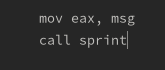 mov eax, msg
call sprint